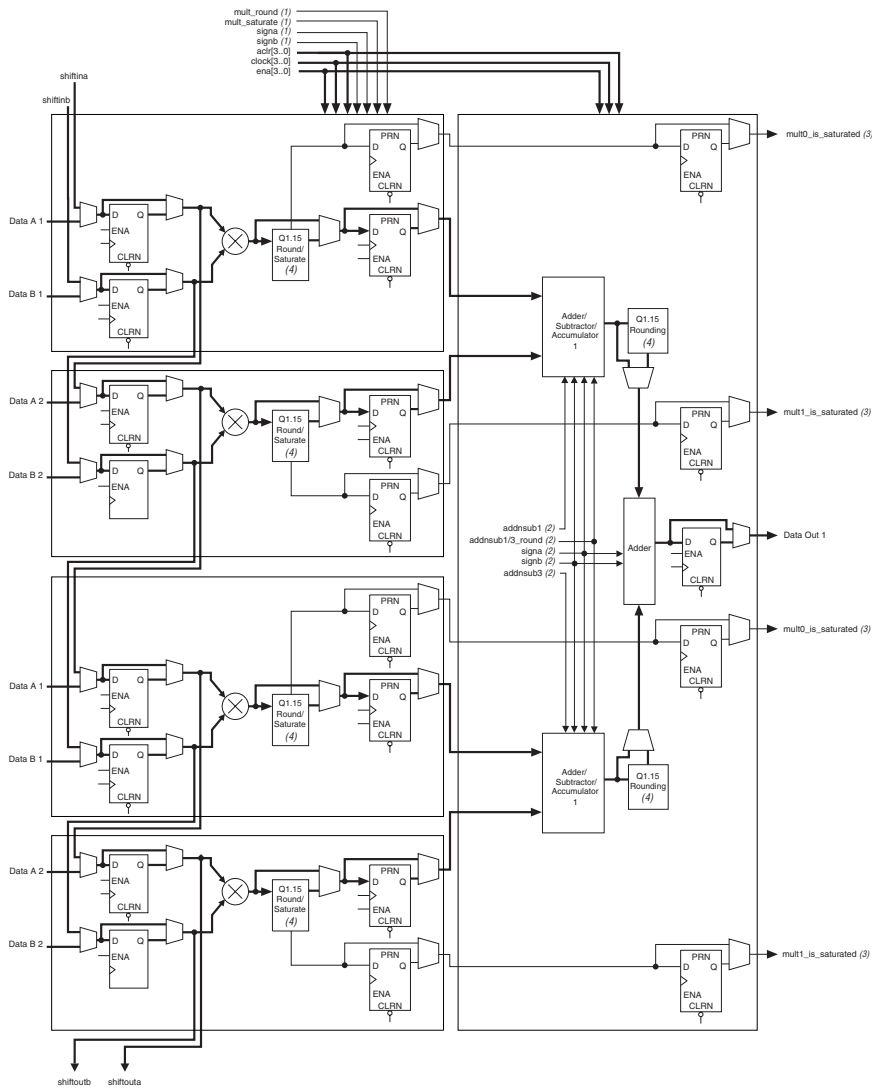 mult_round (1)
mult_saturate (1)
signa (1)
signb (1)
aclr[3..0]
clock[3..0]
ena[3..0]
shiftina
shiftinb
PRN
D Q
ENA
CLRN
PRN
D Q
ENA
CLRN
mult0_is_saturated (3)
Data A 1
D Q
ENA
CLRN
Q1.15
Round/
Saturate
(4)
PRN
D Q
ENA
CLRN
Data B 1
D Q
ENA
CLRN
Adder/
Subtractor/
Accumulator
1
Q1.15
Rounding
(4)
Data A 2
D Q
ENA
CLRN
Q1.15
Round/
Saturate
(4)
PRN
D Q
ENA
CLRN
PRN
D Q
ENA
CLRN
mult1_is_saturated (3)
Data B 2
D Q
ENA
PRN
D Q
ENA
CLRN
addnsub1 (2)
addnsub1/3_round (2)
signa (2)
signb (2)
addnsub3 (2)
Adder
D Q
ENA
CLRN
Data Out 1
PRN
D Q
ENA
CLRN
PRN
D Q
ENA
CLRN
mult0_is_saturated (3)
Data A 1
D Q
ENA
CLRN
Q1.15
Round/
Saturate
(4)
PRN
D Q
ENA
CLRN
Data B 1
D Q
ENA
CLRN
Adder/
Subtractor/
Accumulator
1
Q1.15
Rounding
(4)
Data A 2
D Q
ENA
CLRN
Q1.15
Round/
Saturate
(4)
PRN
D Q
ENA
CLRN
Data B 2
D Q
ENA
PRN
D Q
ENA
CLRN
PRN
D Q
ENA
CLRN
mult1_is_saturated (3)
shiftoutb
shiftouta